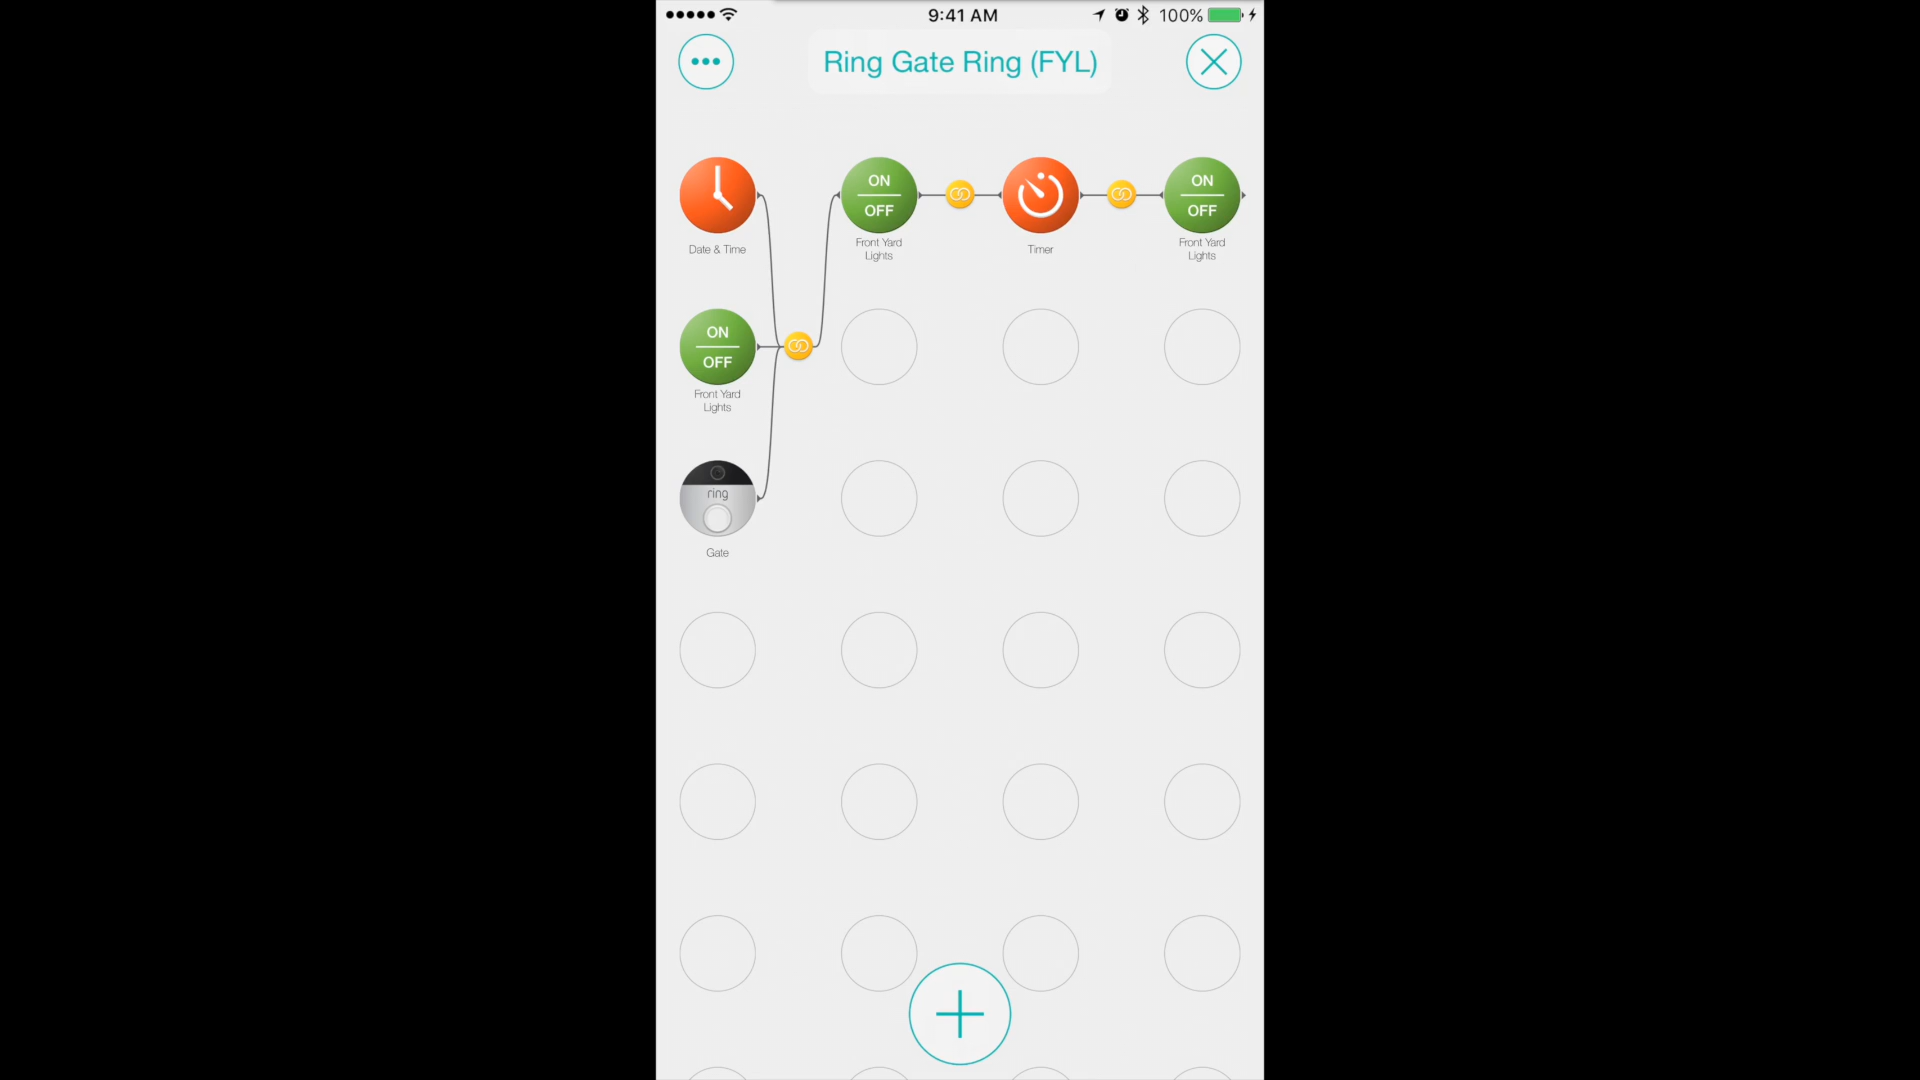 9:41 AM
100%
Ring Gate Ring (FYL)
ON
OFF
ON
OFF
Date & Time
Front Yard
Lights
Timer
Front Yard
Lights
ON
OFF
Front Yard
Lights
ring
Gate